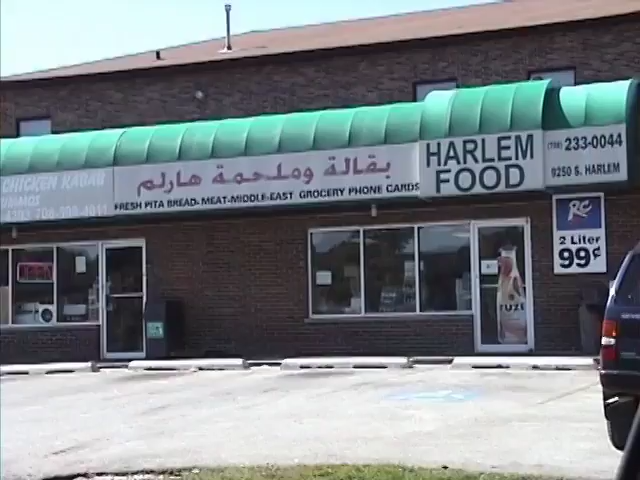 CHICKEN KABAB
بقالة وملحمة هارلم
FRESH PITA BREAD-MEAT-MIDDLE-EAST GROCERY PHONE CARDS
HARLEM
FOOD
(708) 233-0044
9250 S. HARLEM
RC
2 Liter
99¢